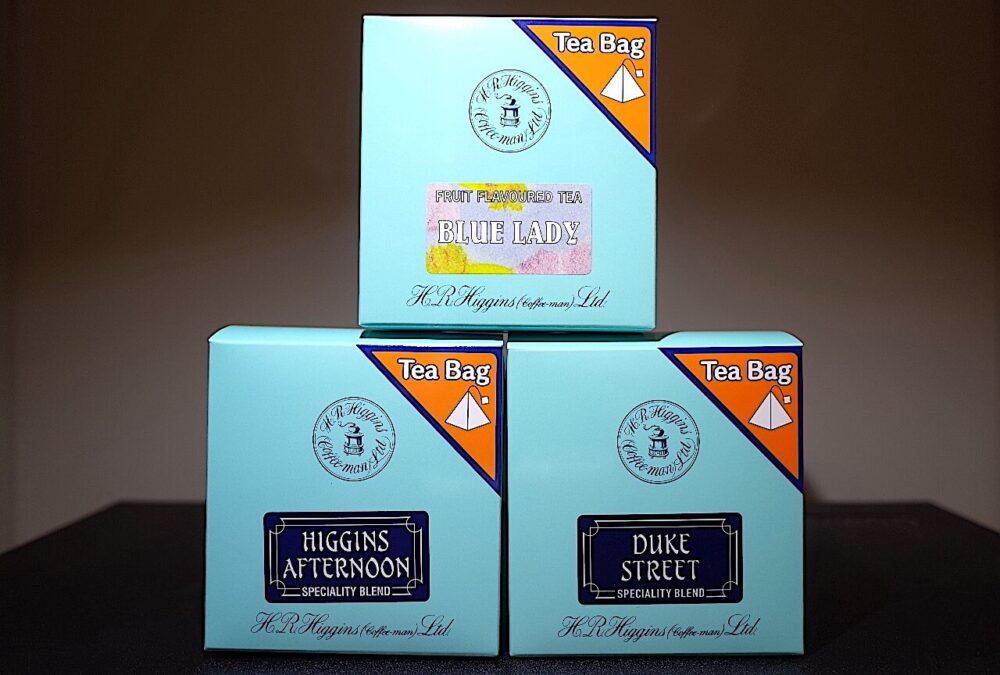 Tea Bag
H.R.Higgins
(Coffee-man) Ltd
FRUIT FLAVOURED TEA
BLUE LADY
H.R.Higgins (Coffee-man) Ltd.
Tea Bag
H.R.Higgins
(Coffee-man) Ltd
HIGGINS
AFTERNOON
SPECIALITY BLEND
H.R.Higgins (Coffee-man) Ltd.
Tea Bag
H.R.Higgins
(Coffee-man) Ltd
DUKE
STREET
SPECIALITY BLEND
H.R.Higgins (Coffee-man) Ltd.